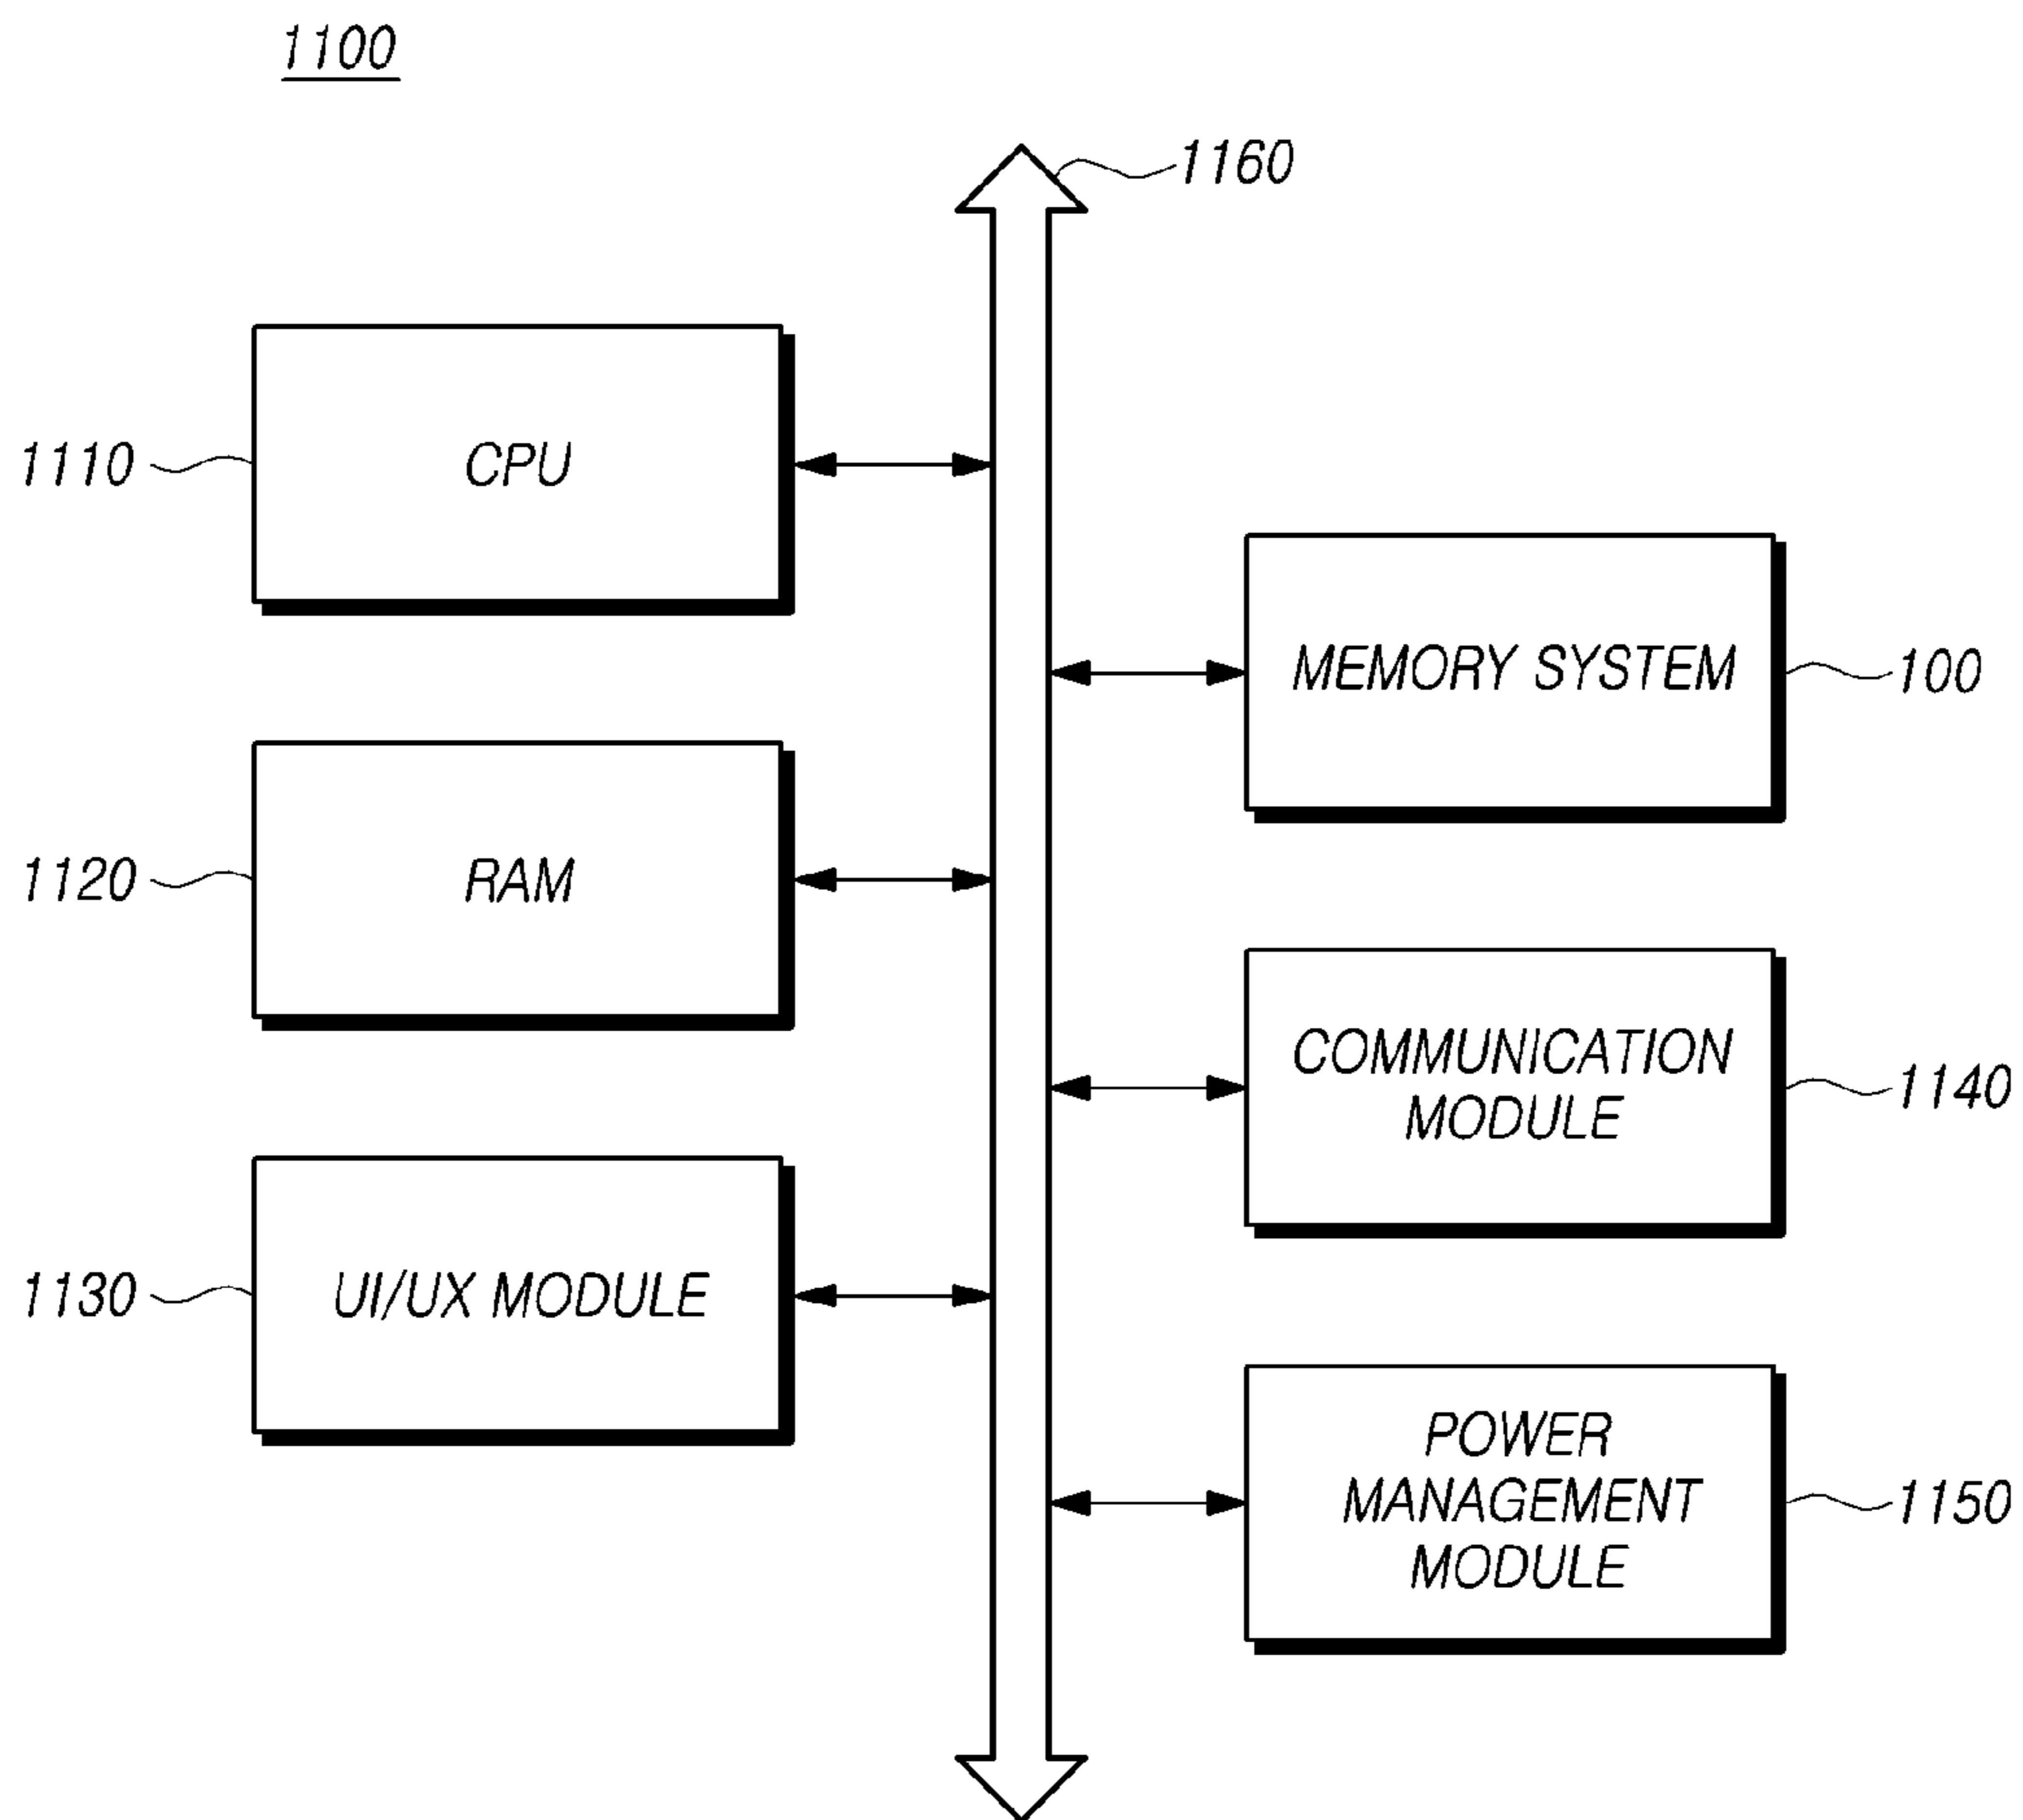 1100
1160
1110
CPU
MEMORY SYSTEM
100
1120
RAM
COMMUNICATION
MODULE
1140
1130
UI/UX MODULE
POWER
MANAGEMENT
MODULE
1150